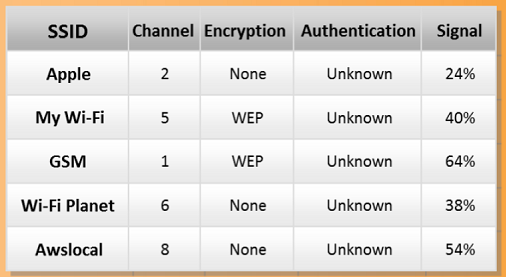 SSID Channel Encryption Authentication Signal
Apple 2 None Unknown 24%
My Wi-Fi 5 WEP Unknown 40%
GSM 1 WEP Unknown 64%
Wi-Fi Planet 6 None Unknown 38%
Awslocal 8 None Unknown 54%